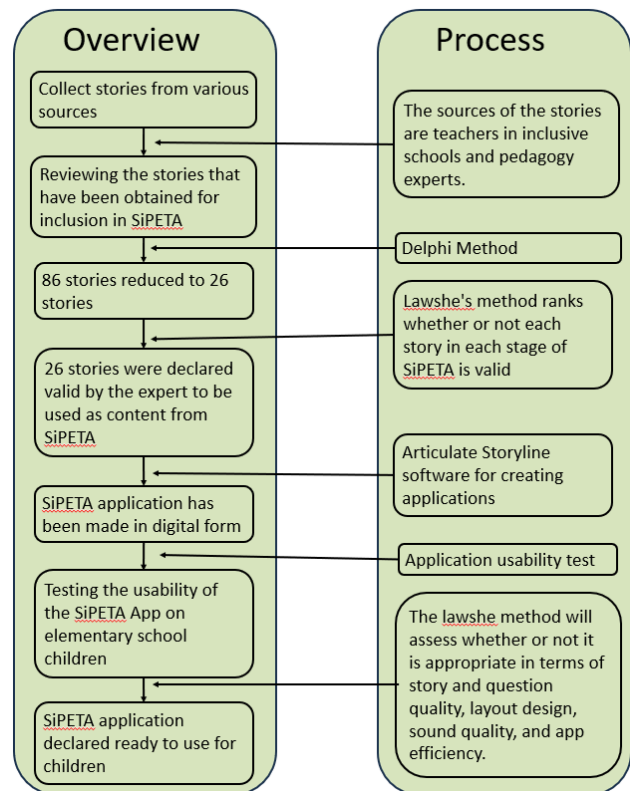 Overview
Collect stories from various
sources
Reviewing the stories that
have been obtained for
inclusion in SiPETA
86 stories reduced to 26
stories
26 stories were declared
valid by the expert to be
used as content from
SiPETA
SiPETA application has
been made in digital form
Testing the usability of
the SiPETA App on
elementary school
children
SiPETA application
declared ready to use for
children
Process
The sources of the stories
are teachers in inclusive
schools and pedagogy
experts.
Delphi Method
Lawshe's method ranks
whether or not each
story in each stage of
SiPETA is valid
Articulate Storyline
software for creating
applications
Application usability test
The lawshe method will
assess whether or not it
is appropriate in terms of
story and question
quality, layout design,
sound quality, and app
efficiency.